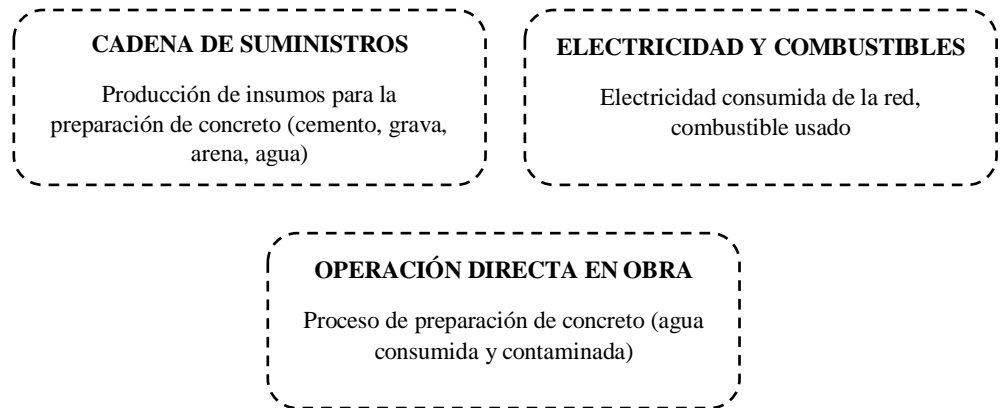 CADENA DE SUMINISTROS
Producción de insumos para la
preparación de concreto (cemento, grava,
arena, agua)
ELECTRICIDAD Y COMBUSTIBLES
Electricidad consumida de la red,
combustible usado
OPERACIÓN DIRECTA EN OBRA
Proceso de preparación de concreto (agua
consumida y contaminada)